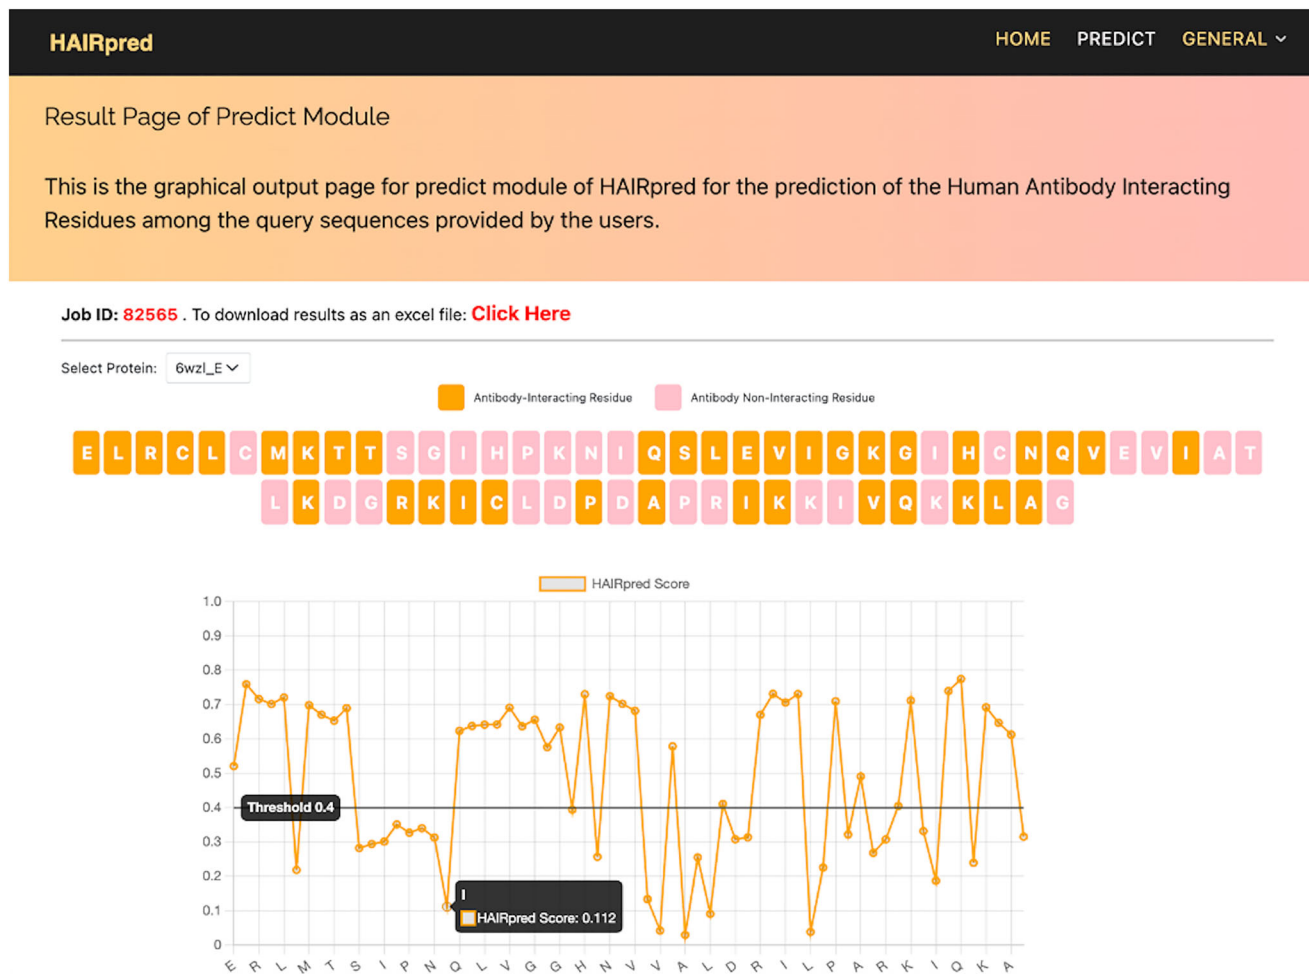 HAIRpred
HOME PREDICT GENERAL
Result Page of Predict Module
This is the graphical output page for predict module of HAIRpred for the prediction of the Human Antibody Interacting
Residues among the query sequences provided by the users.
Job ID: 82565 . To download results as an excel file: Click Here
Select Protein: 6wzl_E
Antibody-Interacting Residue Antibody Non-Interacting Residue
E L R C L C M K T T S G I H P K N I Q S L E V I G K G I H C N Q V E V I A T
L K D G R K I C L D P D A P R I K K I V Q K K L A G
HAIRpred Score
1.0
0.9
0.8
0.7
0.6
0.5
0.4
Threshold 0.4
0.3
0.2
I
0.1
HAIRpred Score: 0.112
0
E R L M T S I P N Q L V G G H N V V A L D R I L P A R K I Q K A